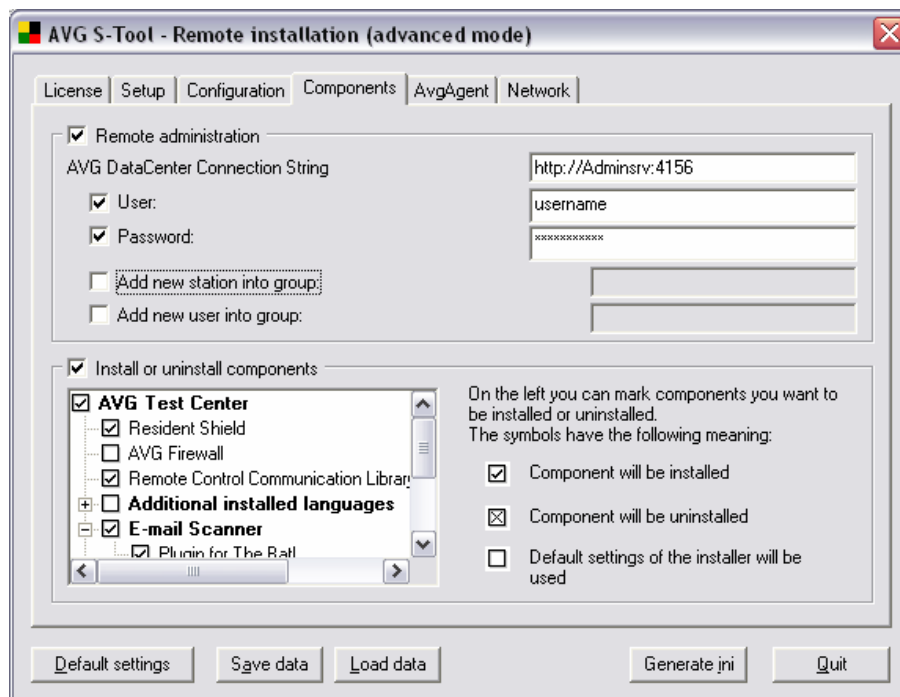 AVG S-Tool - Remote installation (advanced mode)
License
Setup
Configuration
Components
AvgAgent
Network
Remote administration
AVG DataCenter Connection String
http://Adminsrv:4156
User:
username
Password:
×××××××××××
Add new station into group:
Add new user into group:
Install or uninstall components
AVG Test Center
Resident Shield
AVG Firewall
Remote Control Communication Library
Additional installed languages
E-mail Scanner
Plugin for The Bat!
On the left you can mark components you want to
be installed or uninstalled.
The symbols have the following meaning:
Component will be installed
Component will be uninstalled
Default settings of the installer will be
used
Default settings
Save data
Load data
Generate ini
Quit